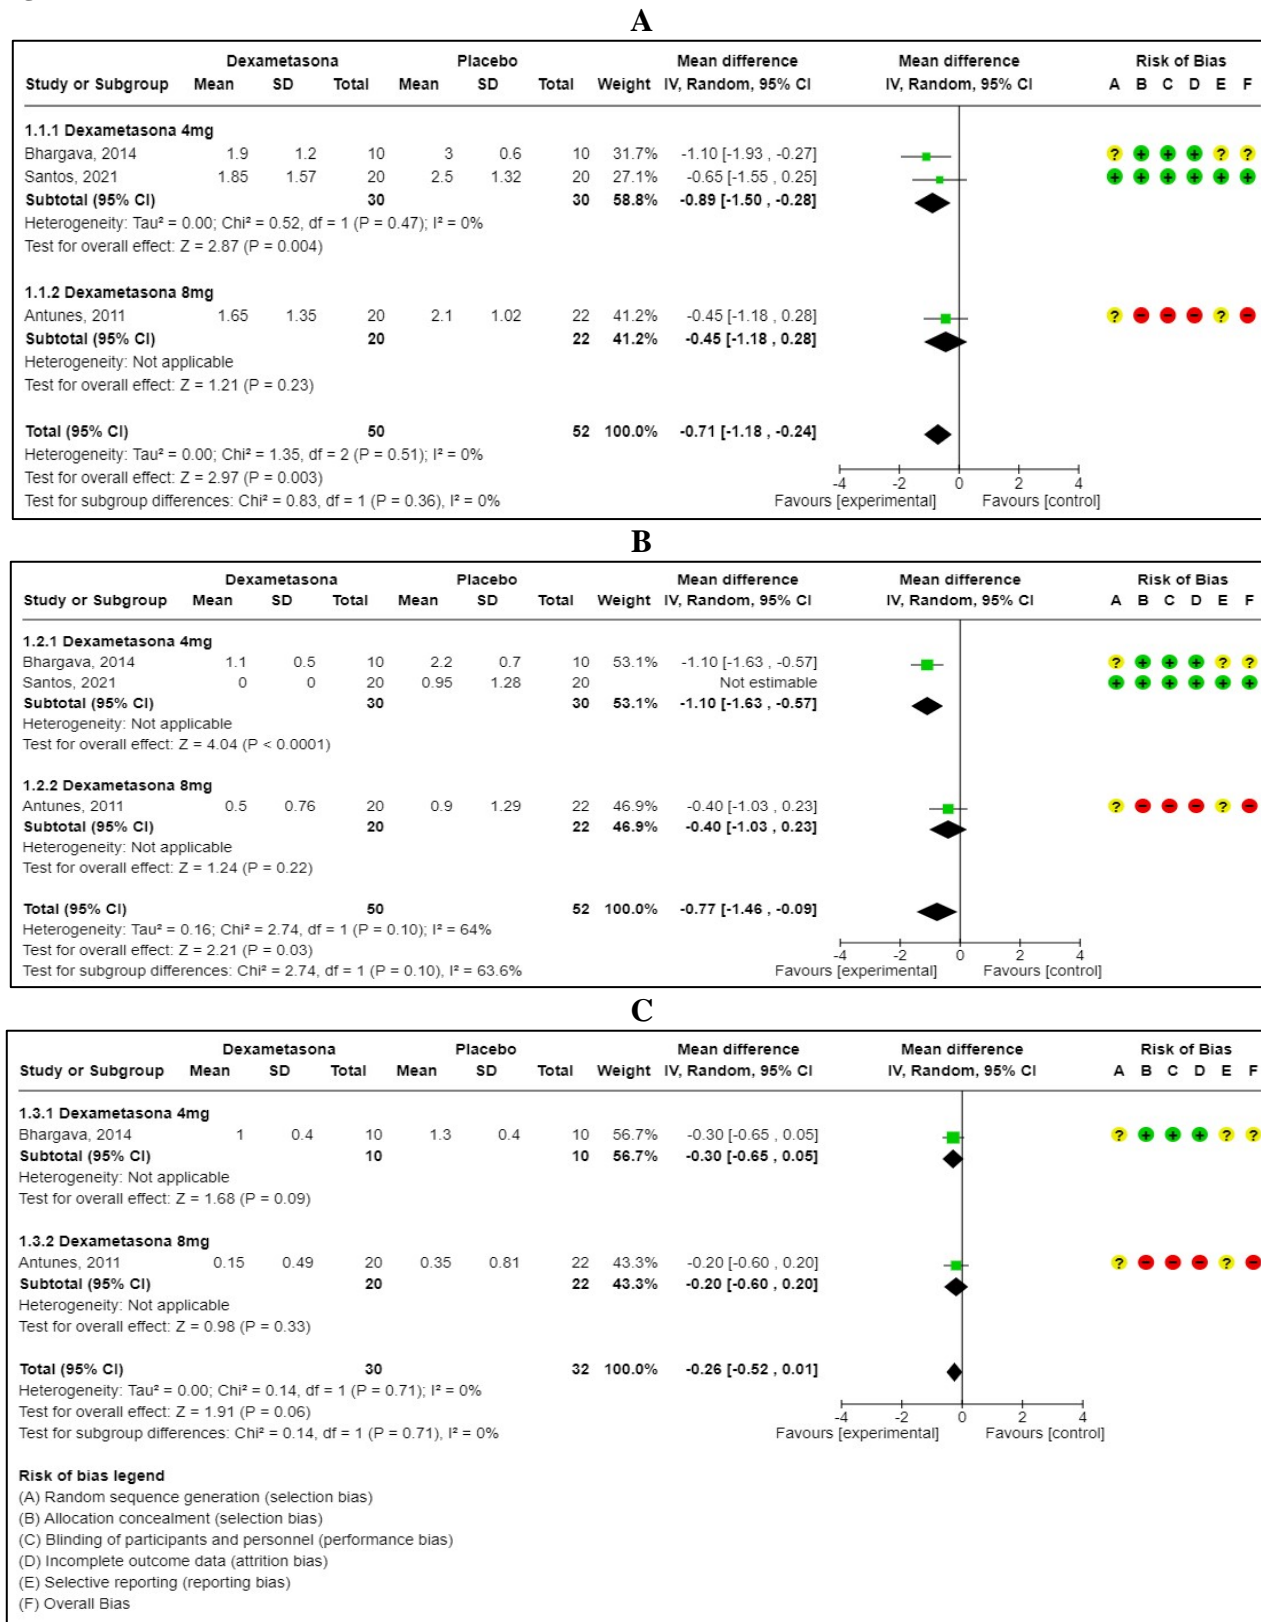 A
Dexametasona Placebo Mean difference Mean difference Risk of Bias
Study or Subgroup Mean SD Total Mean SD Total Weight IV, Random, 95% CI IV, Random, 95% CI A B C D E F
1.1.1 Dexametasona 4mg
Bhargava, 2014 1.9 1.2 10 3 0.6 10 31.7% -1.10 [-1.93 , -0.27] ? + + + ? ?
Santos, 2021 1.85 1.57 20 2.5 1.32 20 27.1% -0.65 [-1.55 , 0.25] + + + + + +
Subtotal (95% CI) 30 30 58.8% -0.89 [-1.50 , -0.28]
Heterogeneity: Tau² = 0.00; Chi² = 0.52, df = 1 (P = 0.47); I² = 0%
Test for overall effect: Z = 2.87 (P = 0.004)
1.1.2 Dexametasona 8mg
Antunes, 2011 1.65 1.35 20 2.1 1.02 22 41.2% -0.45 [-1.18 , 0.28] ? − − − ? −
Subtotal (95% CI) 20 22 41.2% -0.45 [-1.18 , 0.28]
Heterogeneity: Not applicable
Test for overall effect: Z = 1.21 (P = 0.23)
Total (95% CI) 50 52 100.0% -0.71 [-1.18 , -0.24]
Heterogeneity: Tau² = 0.00; Chi² = 1.35, df = 2 (P = 0.51); I² = 0%
Test for overall effect: Z = 2.97 (P = 0.003)
-4 -2 0 2 4
Test for subgroup differences: Chi² = 0.83, df = 1 (P = 0.36), I² = 0% Favours [experimental] Favours [control]
B
Dexametasona Placebo Mean difference Mean difference Risk of Bias
Study or Subgroup Mean SD Total Mean SD Total Weight IV, Random, 95% CI IV, Random, 95% CI A B C D E F
1.2.1 Dexametasona 4mg
Bhargava, 2014 1.1 0.5 10 2.2 0.7 10 53.1% -1.10 [-1.63 , -0.57] ? + + + ? ?
Santos, 2021 0 0 20 0.95 1.28 20 Not estimable + + + + + +
Subtotal (95% CI) 30 30 53.1% -1.10 [-1.63 , -0.57]
Heterogeneity: Not applicable
Test for overall effect: Z = 4.04 (P < 0.0001)
1.2.2 Dexametasona 8mg
Antunes, 2011 0.5 0.76 20 0.9 1.29 22 46.9% -0.40 [-1.03 , 0.23] ? − − − ? −
Subtotal (95% CI) 20 22 46.9% -0.40 [-1.03 , 0.23]
Heterogeneity: Not applicable
Test for overall effect: Z = 1.24 (P = 0.22)
Total (95% CI) 50 52 100.0% -0.77 [-1.46 , -0.09]
Heterogeneity: Tau² = 0.16; Chi² = 2.74, df = 1 (P = 0.10); I² = 64%
Test for overall effect: Z = 2.21 (P = 0.03)
-4 -2 0 2 4
Test for subgroup differences: Chi² = 2.74, df = 1 (P = 0.10), I² = 63.6% Favours [experimental] Favours [control]
C
Dexametasona Placebo Mean difference Mean difference Risk of Bias
Study or Subgroup Mean SD Total Mean SD Total Weight IV, Random, 95% CI IV, Random, 95% CI A B C D E F
1.3.1 Dexametasona 4mg
Bhargava, 2014 1 0.4 10 1.3 0.4 10 56.7% -0.30 [-0.65 , 0.05] ? + + + ? ?
Subtotal (95% CI) 10 10 56.7% -0.30 [-0.65 , 0.05]
Heterogeneity: Not applicable
Test for overall effect: Z = 1.68 (P = 0.09)
1.3.2 Dexametasona 8mg
Antunes, 2011 0.15 0.49 20 0.35 0.81 22 43.3% -0.20 [-0.60 , 0.20] ? − − − ? −
Subtotal (95% CI) 20 22 43.3% -0.20 [-0.60 , 0.20]
Heterogeneity: Not applicable
Test for overall effect: Z = 0.98 (P = 0.33)
Total (95% CI) 30 32 100.0% -0.26 [-0.52 , 0.01]
Heterogeneity: Tau² = 0.00; Chi² = 0.14, df = 1 (P = 0.71); I² = 0%
Test for overall effect: Z = 1.91 (P = 0.06)
-4 -2 0 2 4
Test for subgroup differences: Chi² = 0.14, df = 1 (P = 0.71), I² = 0% Favours [experimental] Favours [control]
Risk of bias legend
(A) Random sequence generation (selection bias)
(B) Allocation concealment (selection bias)
(C) Blinding of participants and personnel (performance bias)
(D) Incomplete outcome data (attrition bias)
(E) Selective reporting (reporting bias)
(F) Overall Bias